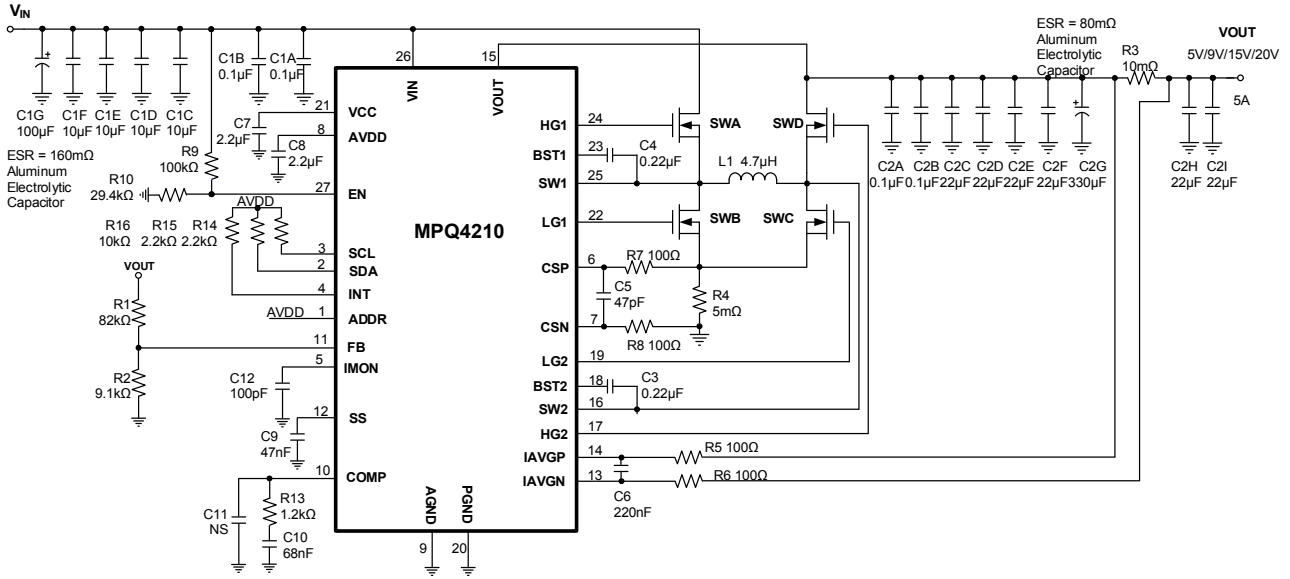 VIN
C1G
100µF
C1F
10µF
C1E
10µF
C1D
10µF
C1C
10µF
ESR = 160mΩ
Aluminum
Electrolytic
Capacitor
C1B
0.1µF
C1A
0.1µF
R9
100kΩ
R10
29.4kΩ
C7
2.2µF
C8
2.2µF
AVDD
R16
10kΩ
R15
2.2kΩ
R14
2.2kΩ
VOUT
R1
82kΩ
R2
9.1kΩ
AVDD
C12
100pF
C9
47nF
C11
NS
R13
1.2kΩ
C10
68nF
26
VIN
15
VOUT
21
VCC
8
AVDD
27
EN
3
SCL
2
SDA
4
INT
1
ADDR
11
FB
5
IMON
12
SS
10
COMP
MPQ4210
AGND
9
PGND
20
HG1
24
BST1
23
SW1
25
LG1
22
CSP
6
CSN
7
LG2
19
BST2
18
SW2
16
HG2
17
IAVGP
14
IAVGN
13
C4
0.22µF
SWA
SWD
L1 4.7µH
SWB
SWC
R7 100Ω
C5
47pF
R4
5mΩ
R8 100Ω
C3
0.22µF
R5 100Ω
R6 100Ω
C6
220nF
ESR = 80mΩ
Aluminum
Electrolytic
Capacitor
R3
10mΩ
VOUT
5V/9V/15V/20V
5A
C2A
0.1µF
C2B
0.1µF
C2C
22µF
C2D
22µF
C2E
22µF
C2F
22µF
C2G
330µF
C2H
22µF
C2I
22µF